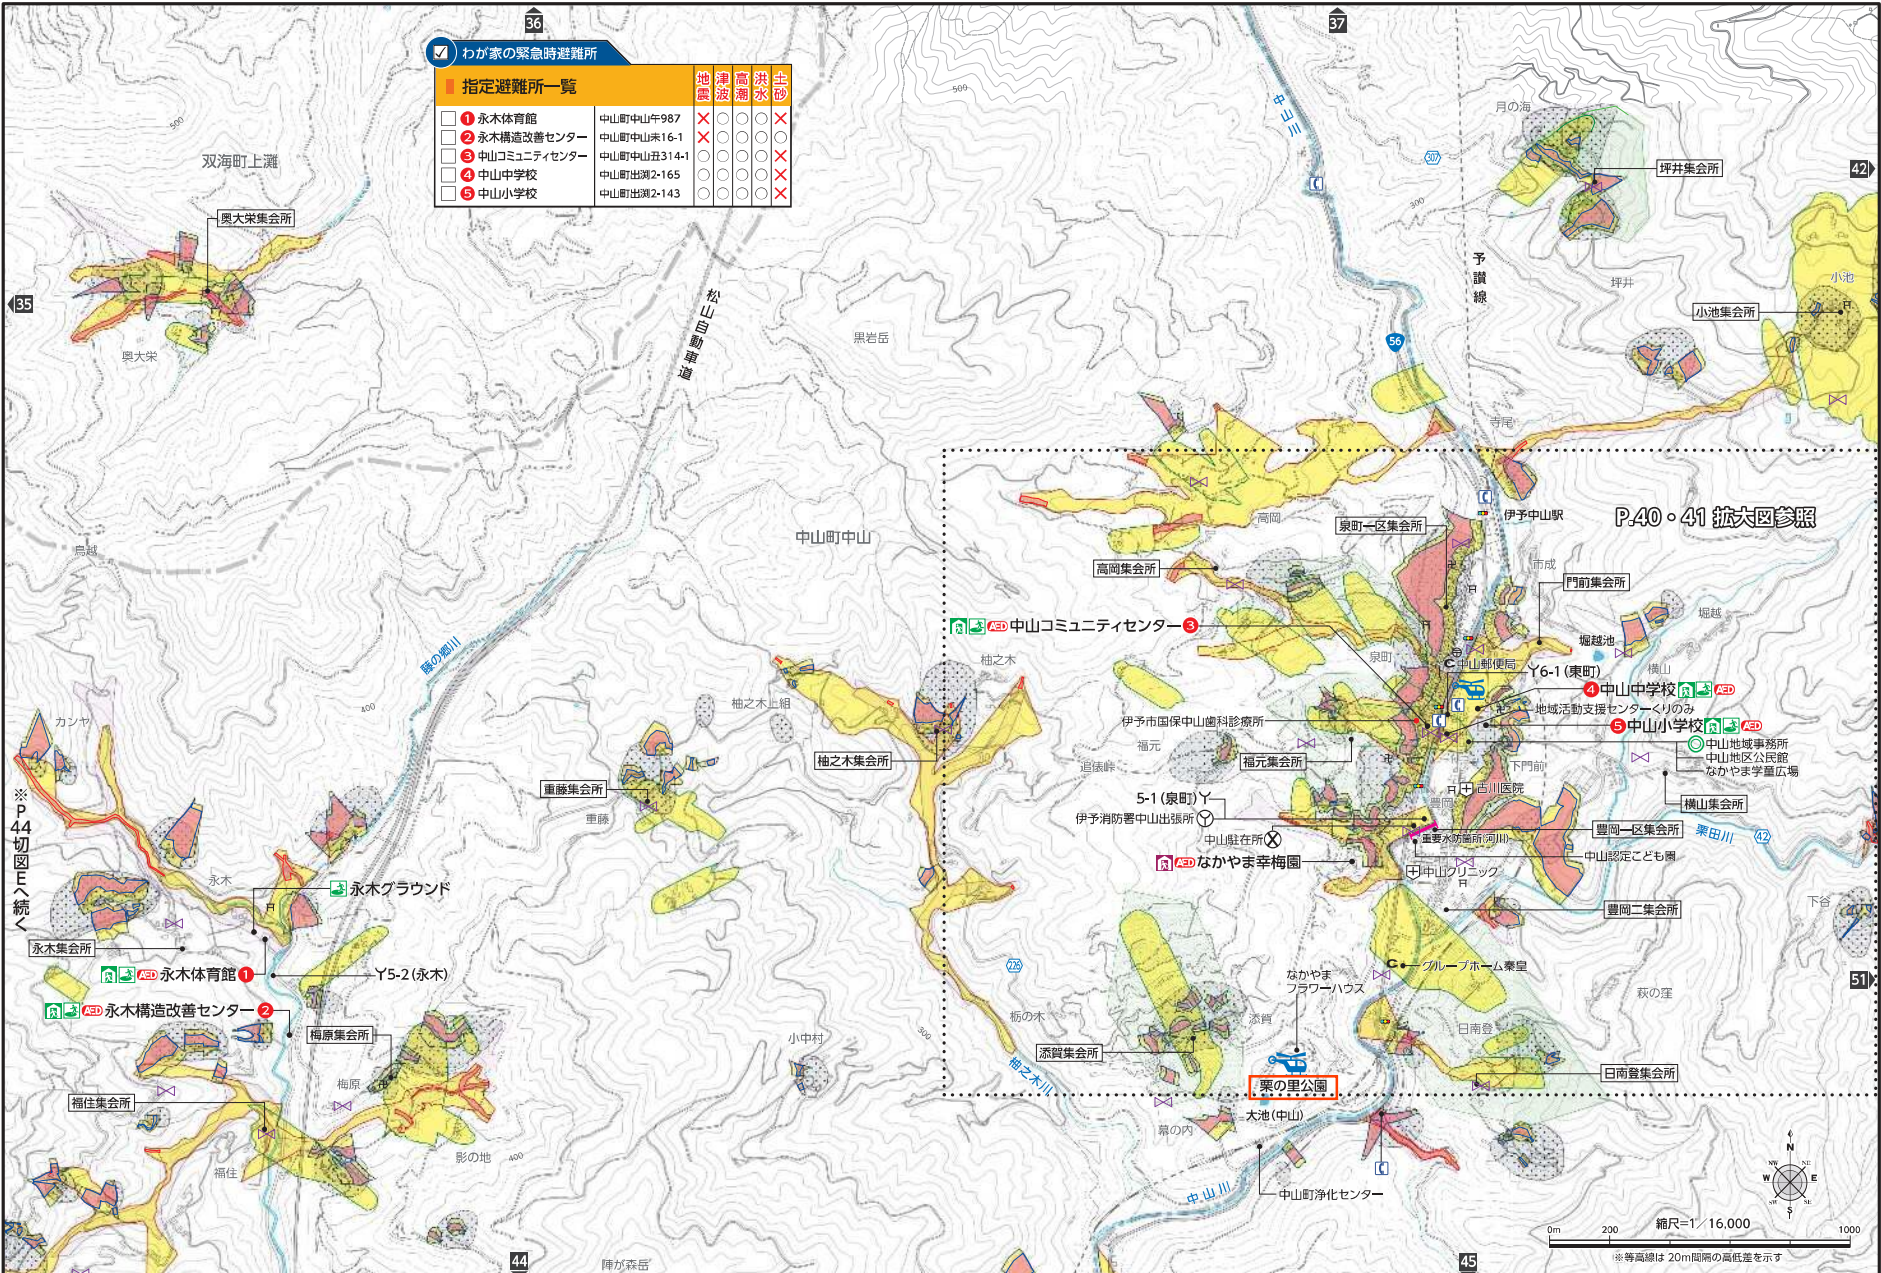 36
37
わが家の緊急時避難所
指定避難所一覧
地震 津波 高潮 洪水 土砂
1 永木体育館 中山町中山午987 × ○ ○ ○ ×
2 永木構造改善センター 中山町中山未16-1 × ○ ○ ○ ○
3 中山コミュニティセンター 中山町中山丑314-1 ○ ○ ○ ○ ×
4 中山中学校 中山町出渕2-165 ○ ○ ○ ○ ×
5 中山小学校 中山町出渕2-143 ○ ○ ○ ○ ×
500
500
中山川
月の海
307
300
坪井集会所
42
双海町上灘
奥大栄集会所
予讃線
坪井
小池
35
松山自動車道
小池集会所
黒岩岳
56
奥大栄
寺尾
P.40・41 拡大図参照
伊予中山駅
高岡
泉町一区集会所
中山町中山
鳥越
高岡集会所
市成
門前集会所
堀越
AED 中山コミュニティセンター 3
堀越池
藤の郷川
泉町
中山郵便局
6-1(東町)
横山
柚之木
4 中山中学校 AED
柚之木上組
地域活動支援センターくりのみ
カンヤ
400
伊予市国保中山歯科診療所
5 中山小学校 AED
福元
中山地域事務所
柚之木集会所
追俵峠
福元集会所
下門前
中山地区公民館
なかやま学童広場
重藤集会所
古川医院
5-1(泉町)
豊岡
横山集会所
重藤
伊予消防署中山出張所
※P44切図Eへ続く
中山駐在所
重要水防箇所(河川)
豊岡一区集会所
栗田川
42
AED なかやま幸梅園
中山認定こども園
中山クリニック
永木
永木グラウンド
下谷
豊岡二集会所
永木集会所
AED 永木体育館 1
5-2(永木)
226
グループホーム秦皇
なかやまフラワーハウス
51
萩の窪
AED 永木構造改善センター 2
栃の木
添賀
日南登
梅原集会所
小中村
300
添賀集会所
柚之木川
日南登集会所
梅原
栗の里公園
福住集会所
大池(中山)
幕の内
影の地
400
福住
中山川
中山町浄化センター
N
NW
NE
W
E
SW
SE
S
縮尺=1/16,000
0m 200 1000
※等高線は 20m間隔の高低差を示す
44
陣が森岳
45